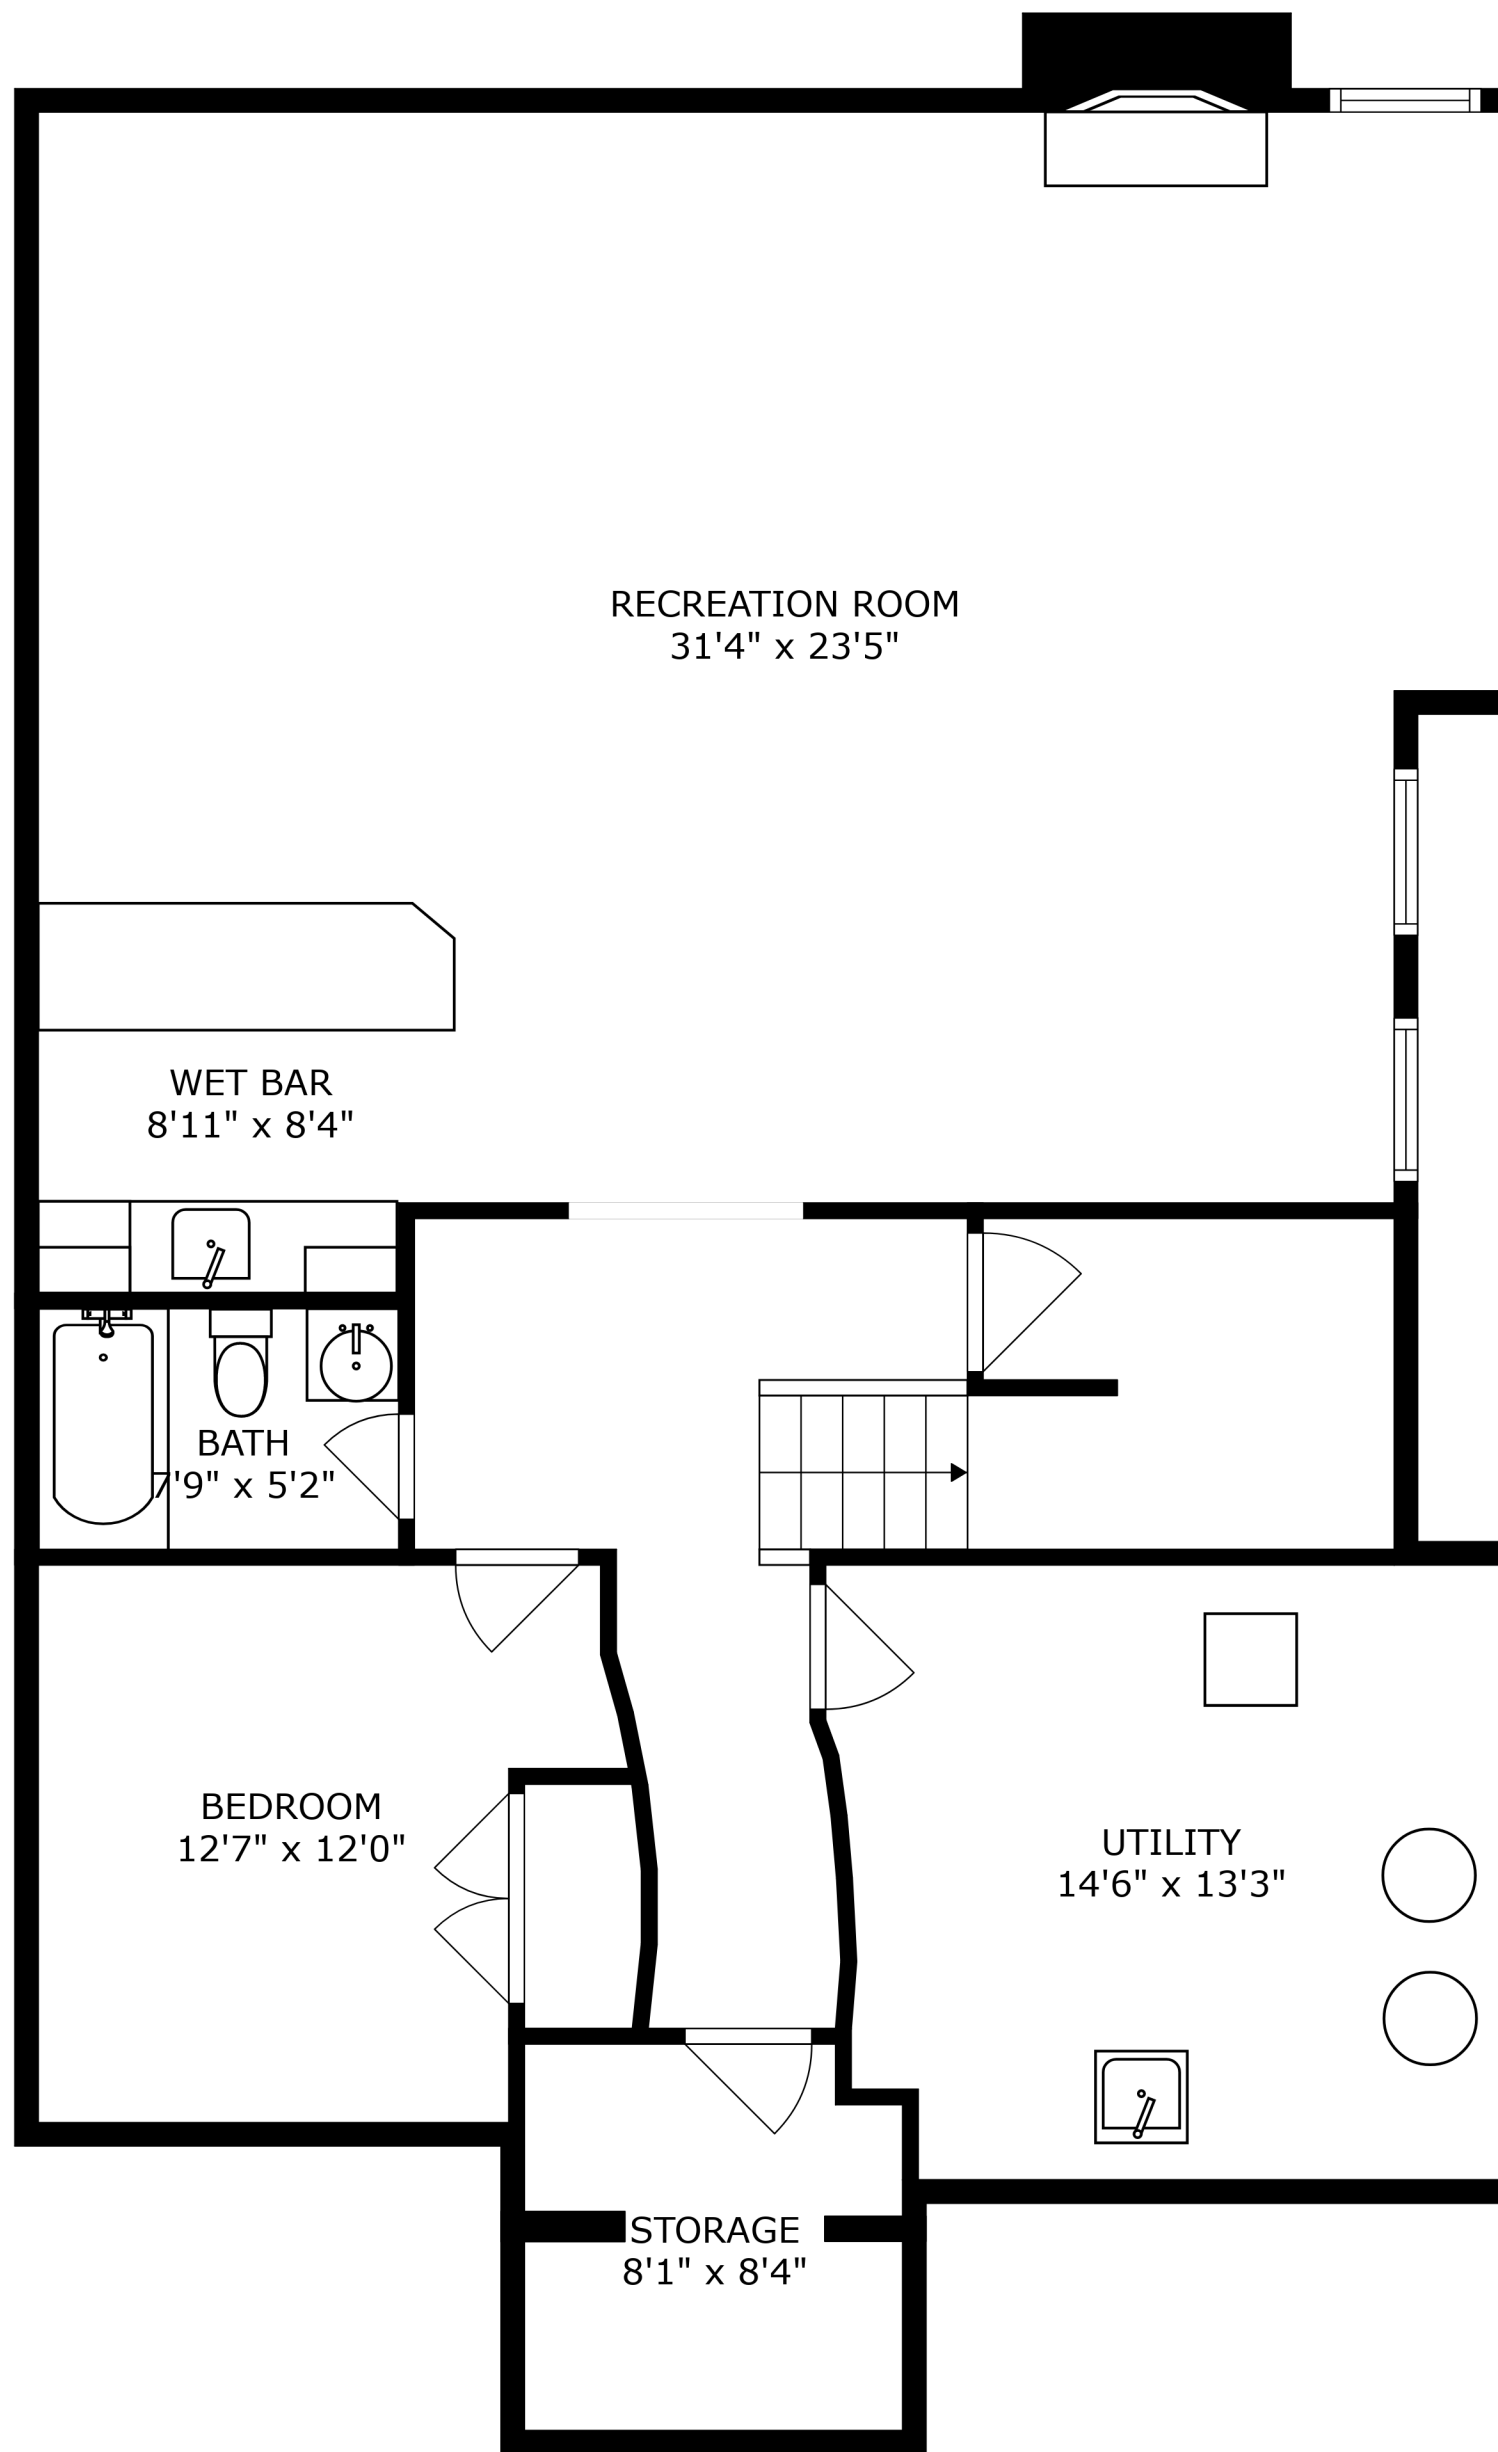 RECREATION ROOM
31'4" x 23'5"
WET BAR
8'11" x 8'4"
BATH
7'9" x 5'2"
BEDROOM
12'7" x 12'0"
UTILITY
14'6" x 13'3"
STORAGE
8'1" x 8'4"